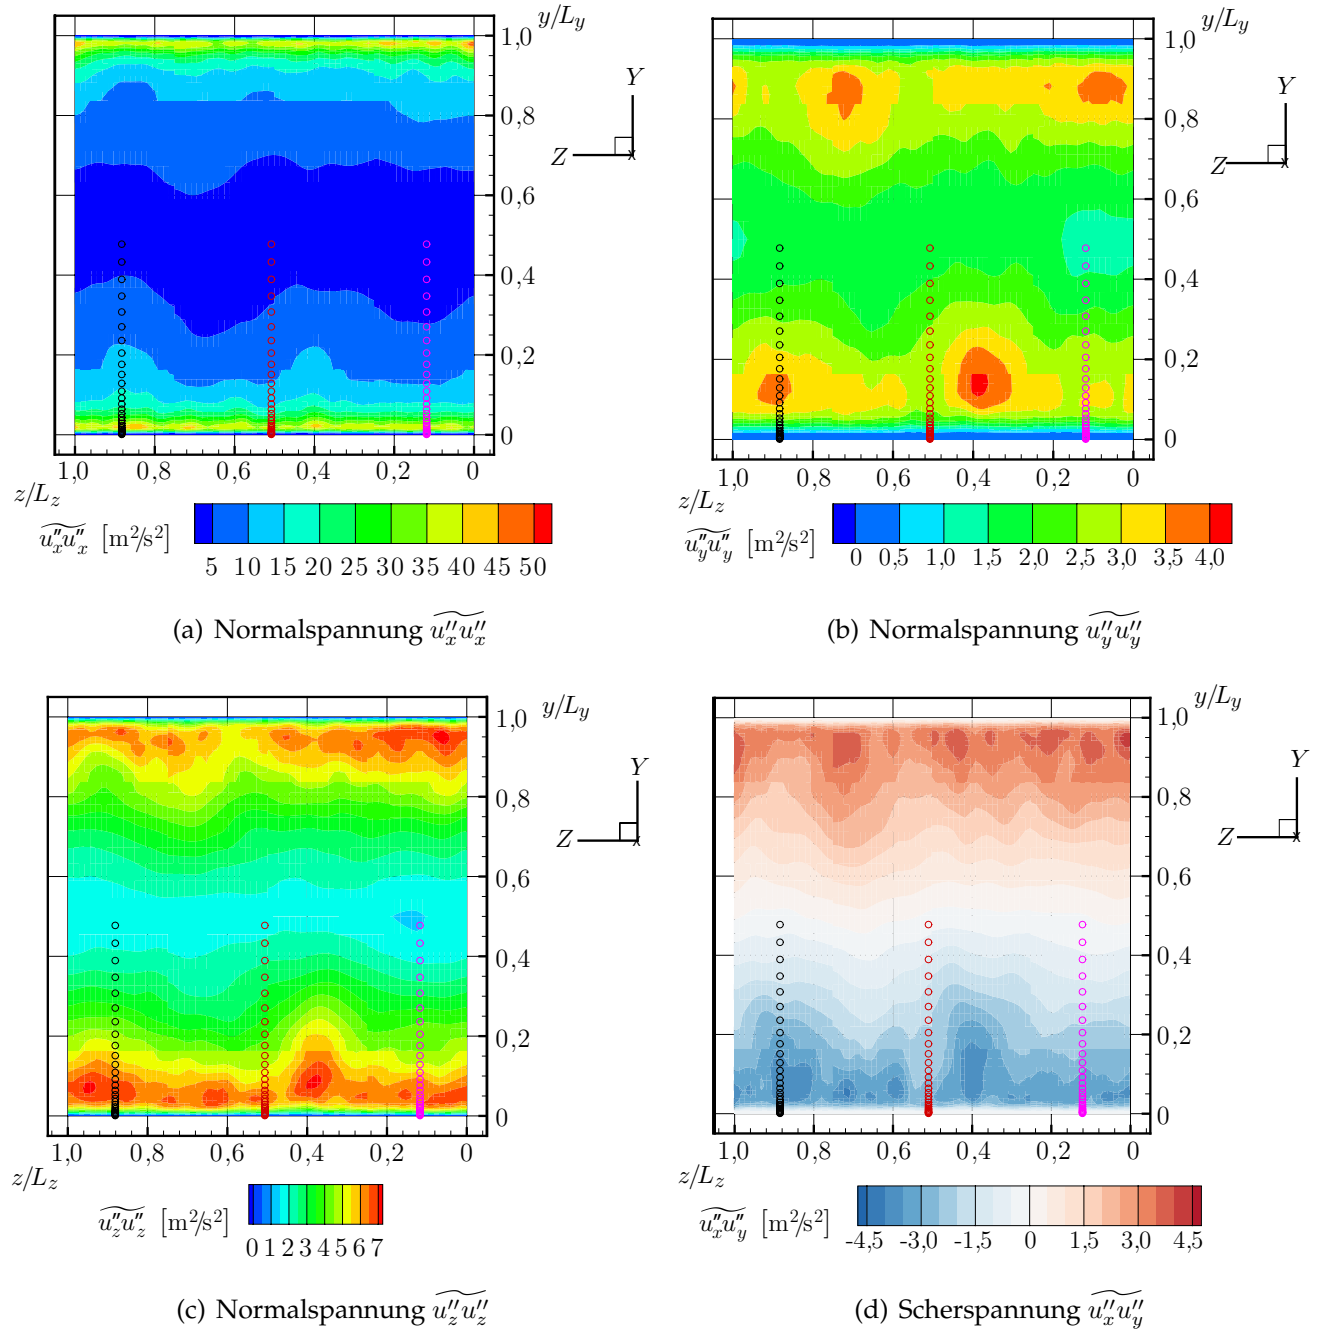 y/L_y
1,0
0,8
0,6
0,4
0,2
0
Y
Z
X
1,0 0,8 0,6 0,4 0,2 0
z/L_z
u″_x u″_x [m²/s²]
5 10 15 20 25 30 35 40 45 50
(a) Normalspannung u″_x u″_x
y/L_y
1,0
0,8
0,6
0,4
0,2
0
Y
Z
X
1,0 0,8 0,6 0,4 0,2 0
z/L_z
u″_y u″_y [m²/s²]
0 0,5 1,0 1,5 2,0 2,5 3,0 3,5 4,0
(b) Normalspannung u″_y u″_y
y/L_y
1,0
0,8
0,6
0,4
0,2
0
Y
Z
X
1,0 0,8 0,6 0,4 0,2 0
z/L_z
u″_z u″_z [m²/s²]
0 1 2 3 4 5 6 7
(c) Normalspannung u″_z u″_z
y/L_y
1,0
0,8
0,6
0,4
0,2
0
Y
Z
X
1,0 0,8 0,6 0,4 0,2 0
z/L_z
u″_x u″_y [m²/s²]
-4,5 -3,0 -1,5 0 1,5 3,0 4,5
(d) Scherspannung u″_x u″_y